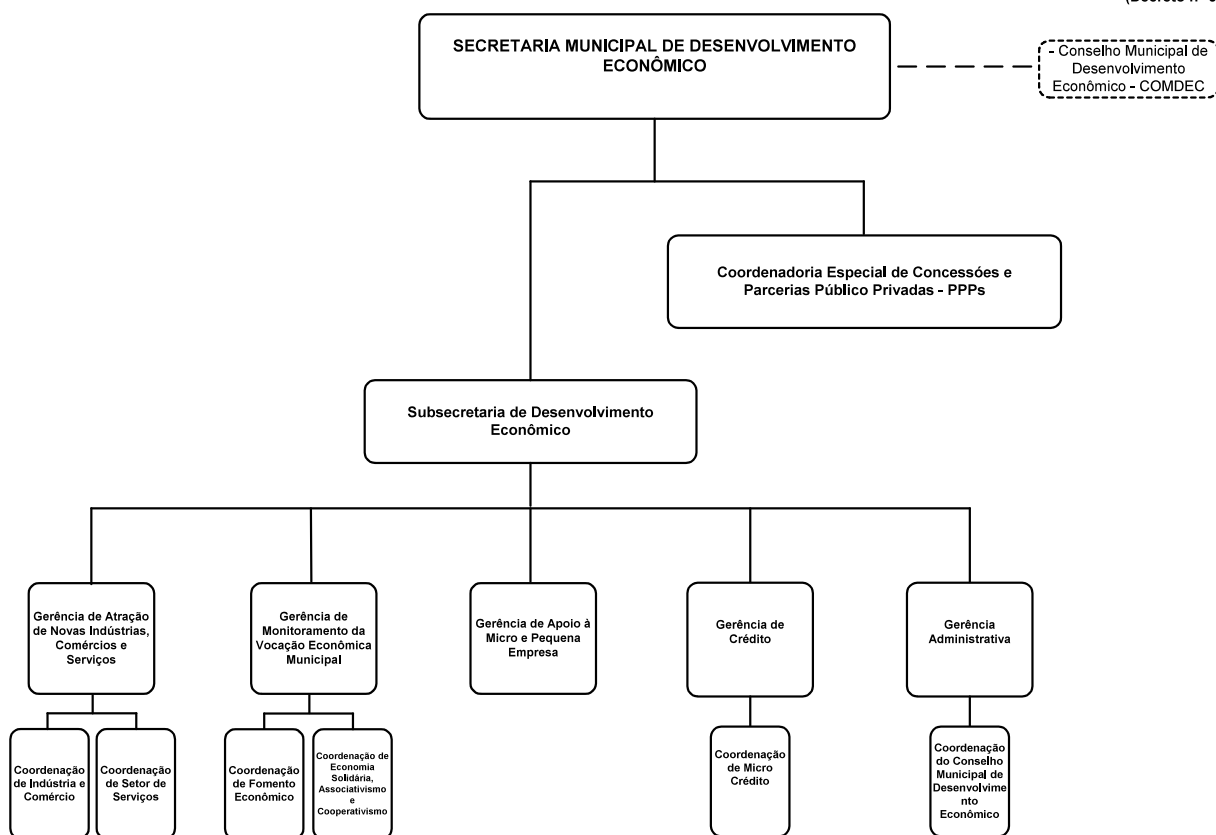 (Decreto nº
SECRETARIA MUNICIPAL DE DESENVOLVIMENTO
ECONÔMICO
- Conselho Municipal de
Desenvolvimento
Econômico - COMDEC
Coordenadoria Especial de Concessóes e
Parcerias Público Privadas - PPPs
Subsecretaria de Desenvolvimento
Econômico
Gerência de Atração
de Novas Indústrias,
Comércios e
Serviços
Gerência de
Monitoramento da
Vocação Econômica
Municipal
Gerência de Apoio à
Micro e Pequena
Empresa
Gerência de
Crédito
Gerência
Administrativa
Coordenação
de Indústria e
Comércio
Coordenação
de Setor de
Serviços
Coordenação
de Fomento
Econômico
Coordenação de
Economia
Solidária,
Associativismo
e
Cooperativismo
Coordenação
de Micro
Crédito
Coordenação
do Conselho
Municipal de
Desenvolvime
nto
Econômico